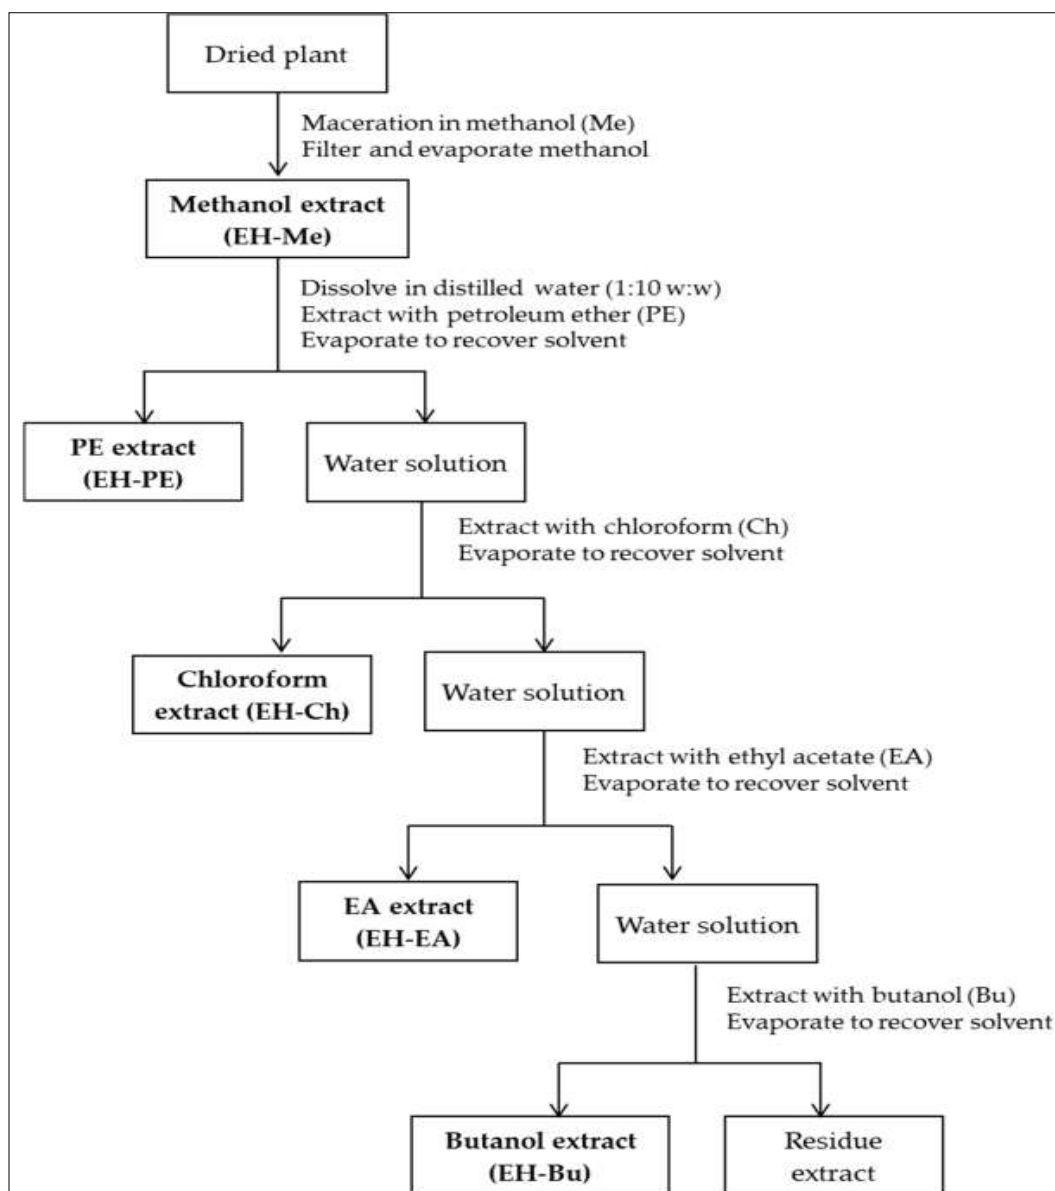 Dried plant
Maceration in methanol (Me)
Filter and evaporate methanol
Methanol extract
(EH-Me)
Dissolve in distilled water (1:10 w:w)
Extract with petroleum ether (PE)
Evaporate to recover solvent
PE extract
(EH-PE)
Water solution
Extract with chloroform (Ch)
Evaporate to recover solvent
Chloroform
extract (EH-Ch)
Water solution
Extract with ethyl acetate (EA)
Evaporate to recover solvent
EA extract
(EH-EA)
Water solution
Extract with butanol (Bu)
Evaporate to recover solvent
Butanol extract
(EH-Bu)
Residue
extract